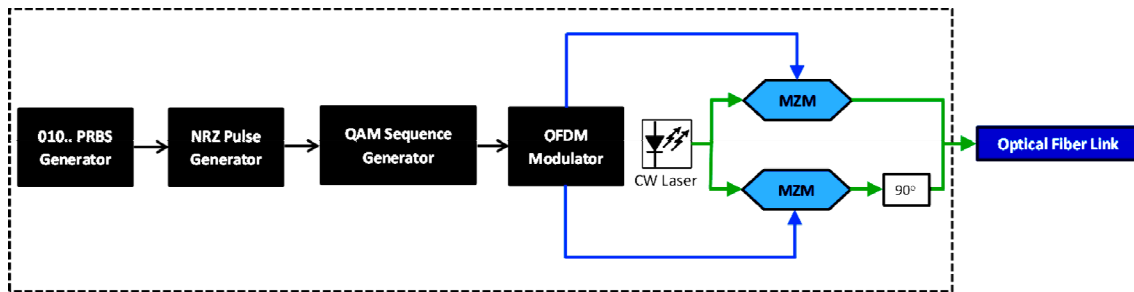 010.. PRBS
Generator
NRZ Pulse
Generator
QAM Sequence
Generator
OFDM
Modulator
CW Laser
MZM
MZM
90°
Optical Fiber Link